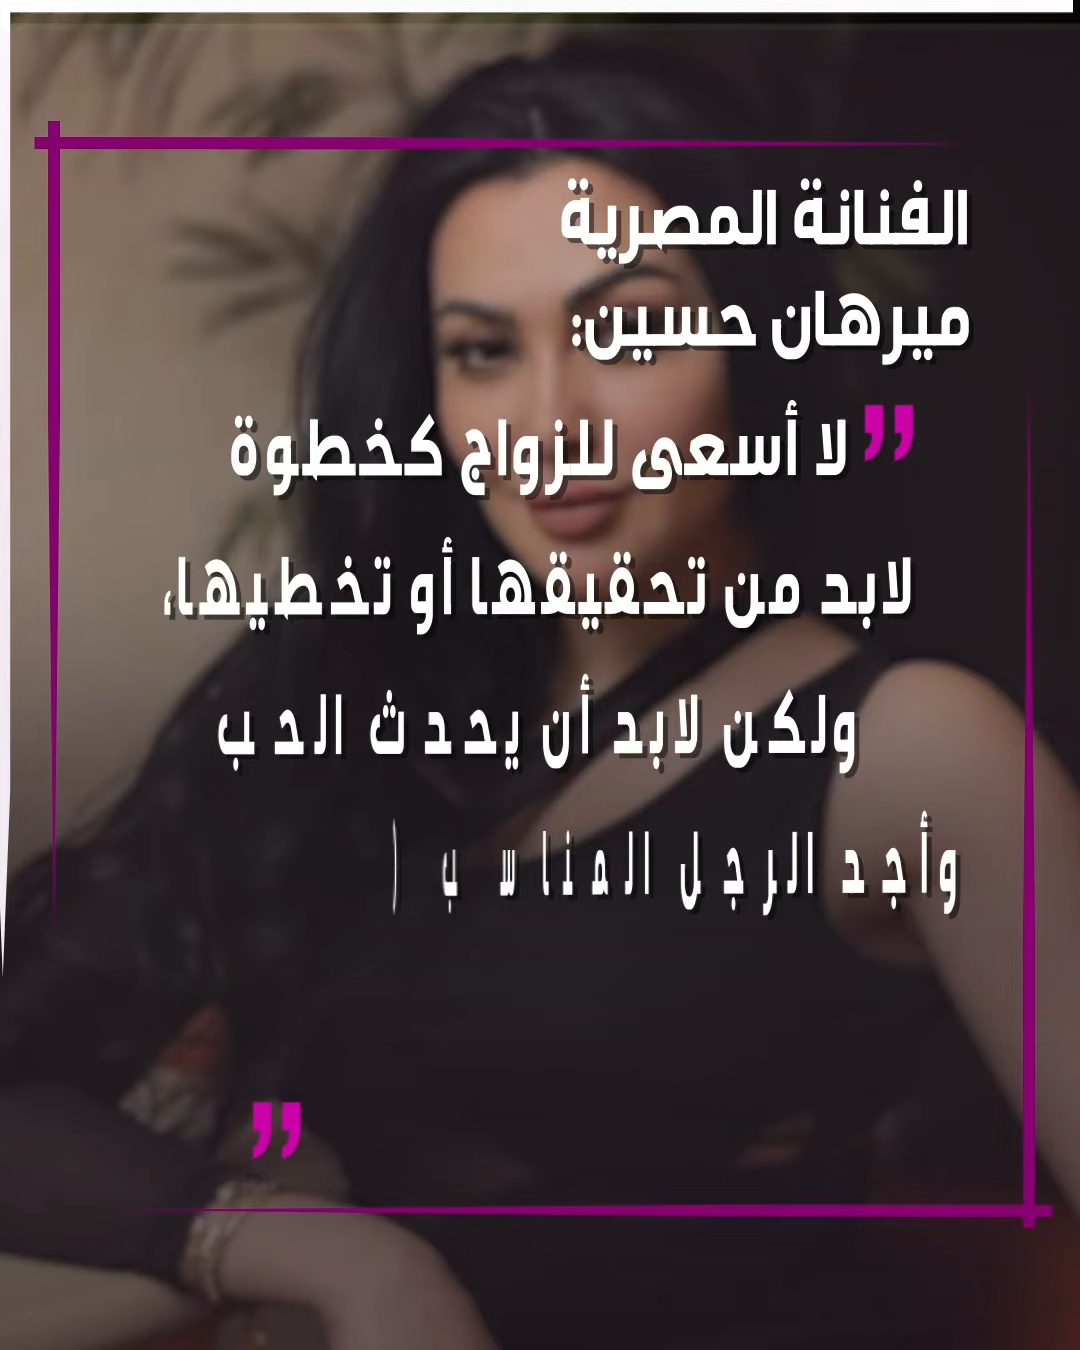 الفنانة المصرية
ميرهان حسين:
" لا أسعى للزواج كخطوة
لابد من تحقيقها أو تخطيها،
ولكن لابد أن يحدث الحب
وأجد الرجل المناسب
"